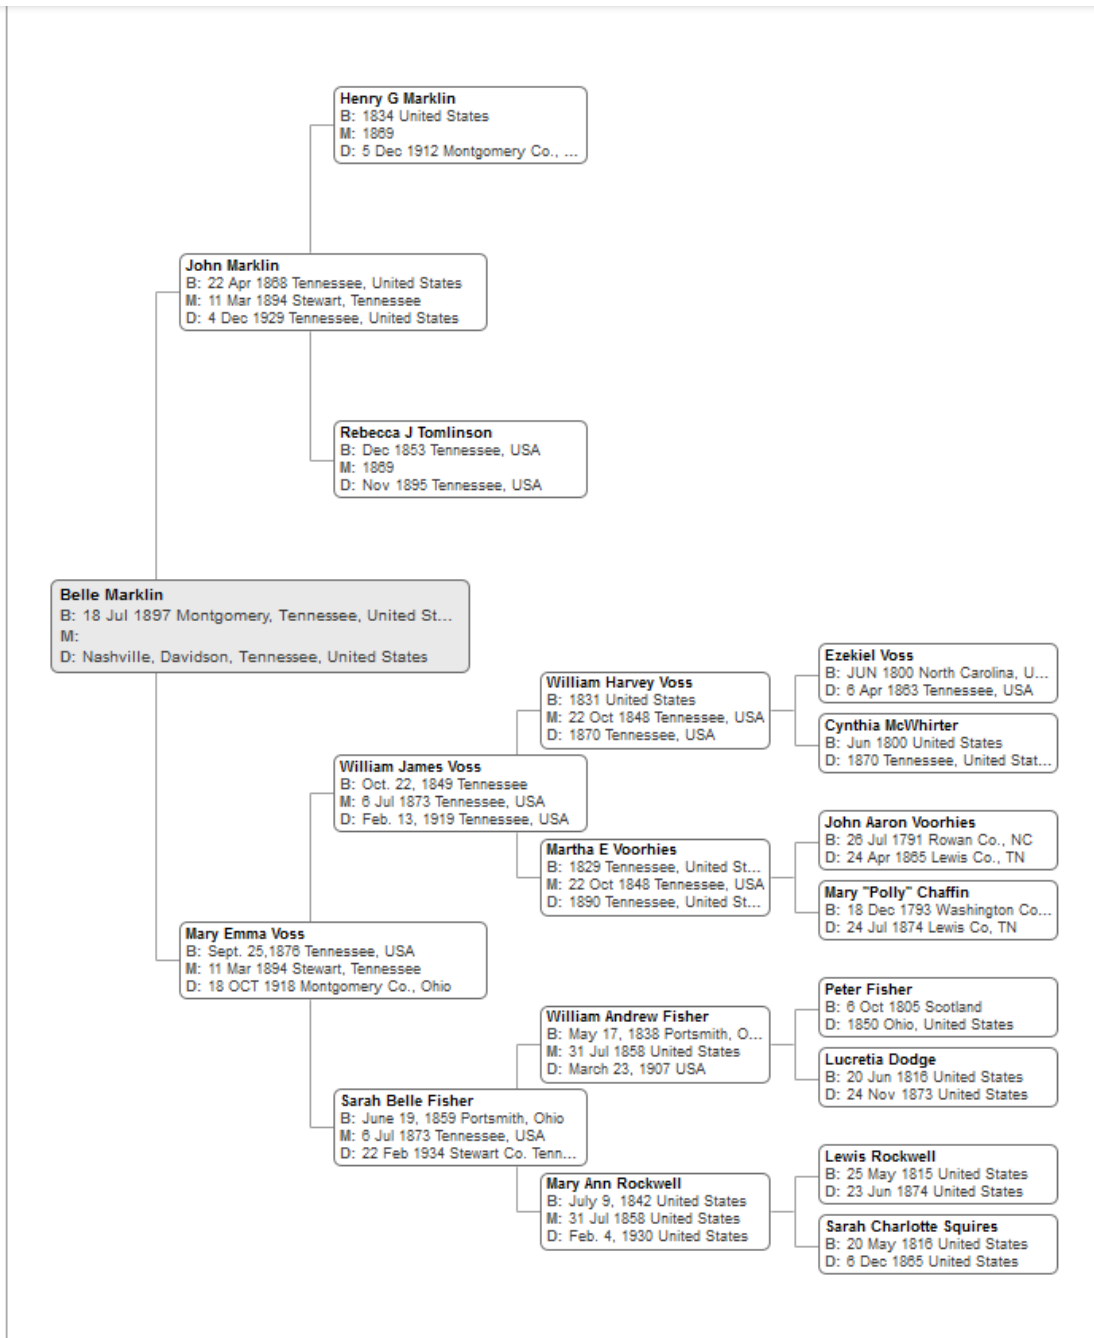 Henry G Marklin
B: 1834 United States
M: 1869
D: 5 Dec 1912 Montgomery Co., ...
John Marklin
B: 22 Apr 1868 Tennessee, United States
M: 11 Mar 1894 Stewart, Tennessee
D: 4 Dec 1929 Tennessee, United States
Rebecca J Tomlinson
B: Dec 1853 Tennessee, USA
M: 1869
D: Nov 1895 Tennessee, USA
Belle Marklin
B: 18 Jul 1897 Montgomery, Tennessee, United St...
M:
D: Nashville, Davidson, Tennessee, United States
Ezekiel Voss
B: JUN 1800 North Carolina, U...
D: 6 Apr 1863 Tennessee, USA
William Harvey Voss
B: 1831 United States
M: 22 Oct 1848 Tennessee, USA
D: 1870 Tennessee, USA
Cynthia McWhirter
B: Jun 1800 United States
D: 1870 Tennessee, United Stat...
William James Voss
B: Oct. 22, 1849 Tennessee
M: 6 Jul 1873 Tennessee, USA
D: Feb. 13, 1919 Tennessee, USA
John Aaron Voorhies
B: 26 Jul 1791 Rowan Co., NC
D: 24 Apr 1865 Lewis Co., TN
Martha E Voorhies
B: 1829 Tennessee, United St...
M: 22 Oct 1848 Tennessee, USA
D: 1890 Tennessee, United St...
Mary "Polly" Chaffin
B: 18 Dec 1793 Washington Co...
D: 24 Jul 1874 Lewis Co, TN
Mary Emma Voss
B: Sept. 25,1876 Tennessee, USA
M: 11 Mar 1894 Stewart, Tennessee
D: 18 OCT 1918 Montgomery Co., Ohio
Peter Fisher
B: 6 Oct 1805 Scotland
D: 1850 Ohio, United States
William Andrew Fisher
B: May 17, 1838 Portsmith, O...
M: 31 Jul 1858 United States
D: March 23, 1907 USA
Lucretia Dodge
B: 20 Jun 1816 United States
D: 24 Nov 1873 United States
Sarah Belle Fisher
B: June 19, 1859 Portsmith, Ohio
M: 6 Jul 1873 Tennessee, USA
D: 22 Feb 1934 Stewart Co. Tenn...
Lewis Rockwell
B: 25 May 1815 United States
D: 23 Jun 1874 United States
Mary Ann Rockwell
B: July 9, 1842 United States
M: 31 Jul 1858 United States
D: Feb. 4, 1930 United States
Sarah Charlotte Squires
B: 20 May 1816 United States
D: 6 Dec 1865 United States